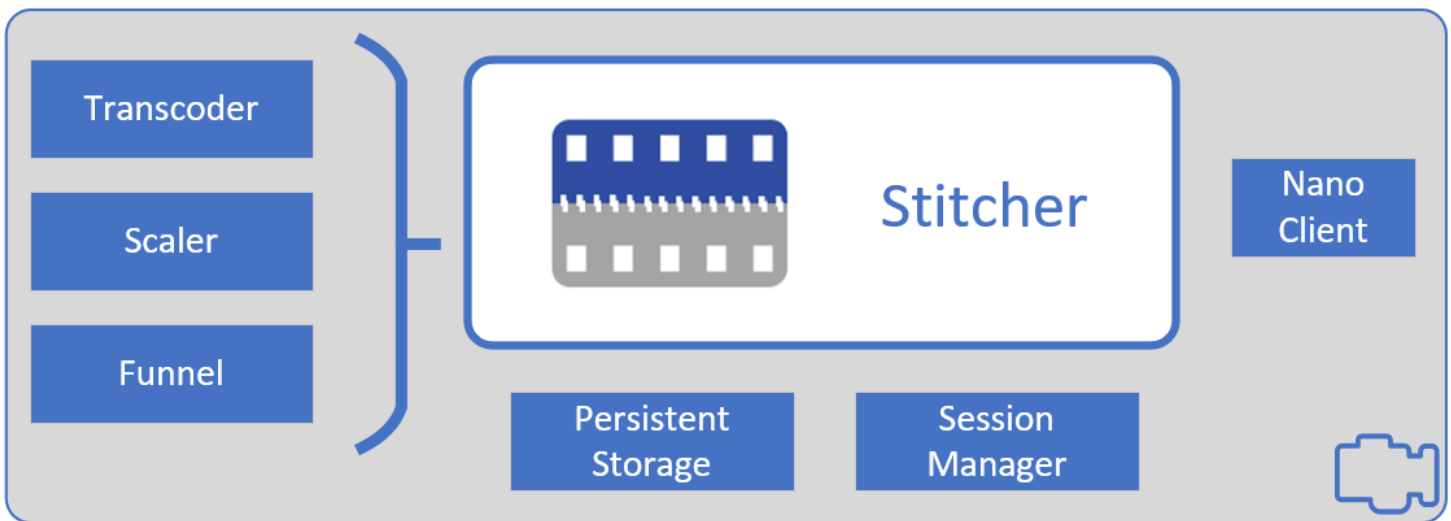 Transcoder
Scaler
Funnel
Stitcher
Nano
Client
Persistent
Storage
Session
Manager